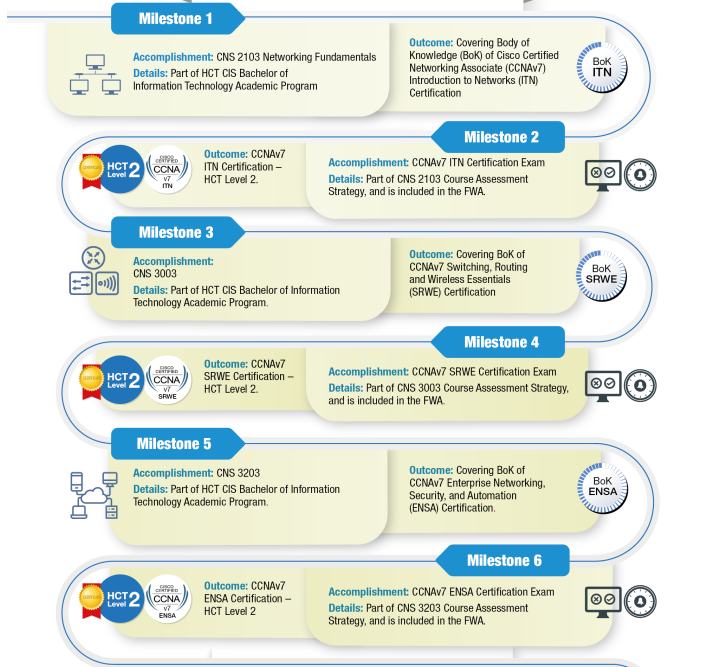 Milestone 1
Accomplishment: CNS 2103 Networking Fundamentals
Details: Part of HCT CIS Bachelor of
Information Technology Academic Program
Outcome: Covering Body of
Knowledge (BoK) of Cisco Certified
Networking Associate (CCNAv7)
Introduction to Networks (ITN)
Certification
BoK
ITN
Milestone 2
HCT
Level 2
CISCO
CERTIFIED
CCNA
v7
ITN
Outcome: CCNAv7
ITN Certification –
HCT Level 2.
Accomplishment: CCNAv7 ITN Certification Exam
Details: Part of CNS 2103 Course Assessment
Strategy, and is included in the FWA.
Milestone 3
Accomplishment:
CNS 3003
Details: Part of HCT CIS Bachelor of Information
Technology Academic Program.
Outcome: Covering BoK of
CCNAv7 Switching, Routing
and Wireless Essentials
(SRWE) Certification
BoK
SRWE
Milestone 4
HCT
Level 2
CISCO
CERTIFIED
CCNA
v7
SRWE
Outcome: CCNAv7
SRWE Certification –
HCT Level 2.
Accomplishment: CCNAv7 SRWE Certification Exam
Details: Part of CNS 3003 Course Assessment Strategy,
and is included in the FWA.
Milestone 5
Accomplishment: CNS 3203
Details: Part of HCT CIS Bachelor of Information
Technology Academic Program.
Outcome: Covering BoK of
CCNAv7 Enterprise Networking,
Security, and Automation
(ENSA) Certification.
BoK
ENSA
Milestone 6
HCT
Level 2
CISCO
CERTIFIED
CCNA
v7
ENSA
Outcome: CCNAv7
ENSA Certification –
HCT Level 2
Accomplishment: CCNAv7 ENSA Certification Exam
Details: Part of CNS 3203 Course Assessment
Strategy, and is included in the FWA.